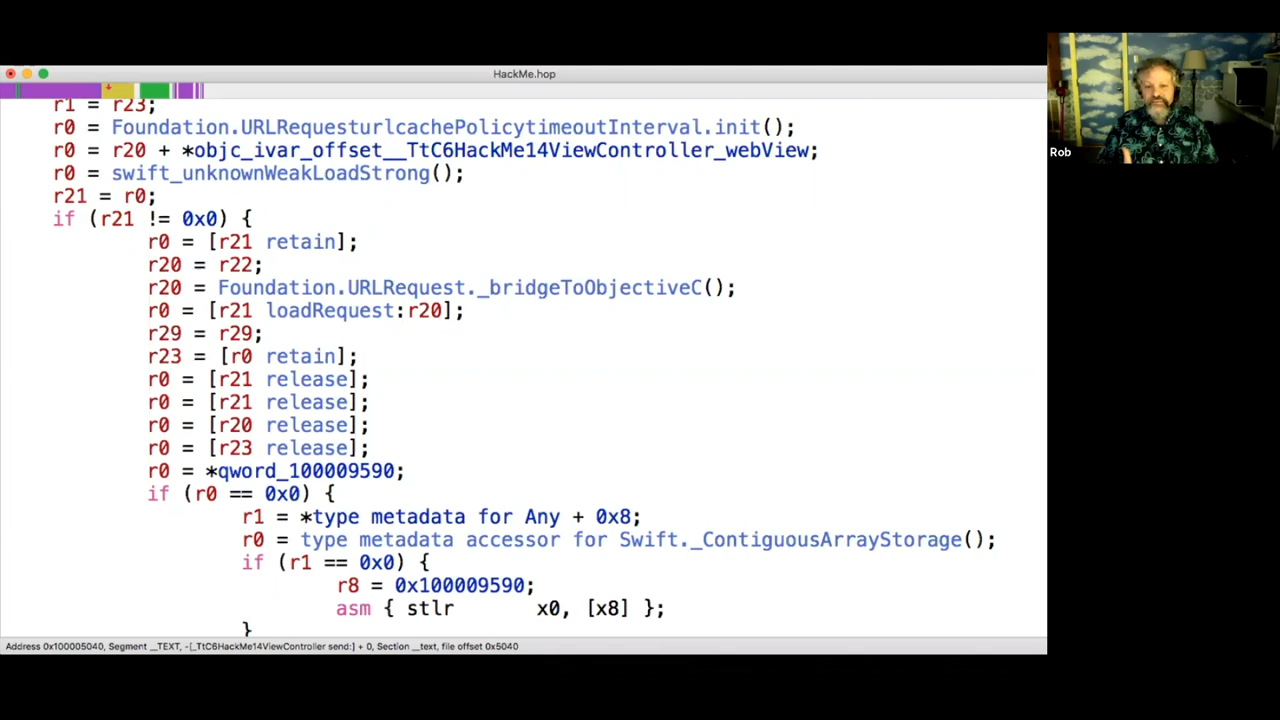 HackMe.hop
r1 = r23;
r0 = Foundation.URLRequesturlcachePolicytimeoutInterval.init();
r0 = r20 + *objc_ivar_offset__TtC6HackMe14ViewController_webView;
r0 = swift_unknownWeakLoadStrong();
r21 = r0;
if (r21 != 0x0) {
r0 = [r21 retain];
r20 = r22;
r20 = Foundation.URLRequest._bridgeToObjectiveC();
r0 = [r21 loadRequest:r20];
r29 = r29;
r23 = [r0 retain];
r0 = [r21 release];
r0 = [r21 release];
r0 = [r20 release];
r0 = [r23 release];
r0 = *qword_100009590;
if (r0 == 0x0) {
r1 = *type metadata for Any + 0x8;
r0 = type metadata accessor for Swift._ContiguousArrayStorage();
if (r1 == 0x0) {
r8 = 0x100009590;
asm { stlr x0, [x8] };
}
Address 0x100005040, Segment __TEXT, -[_TtC6HackMe14ViewController send:] + 0, Section __text, file offset 0x5040
Rob